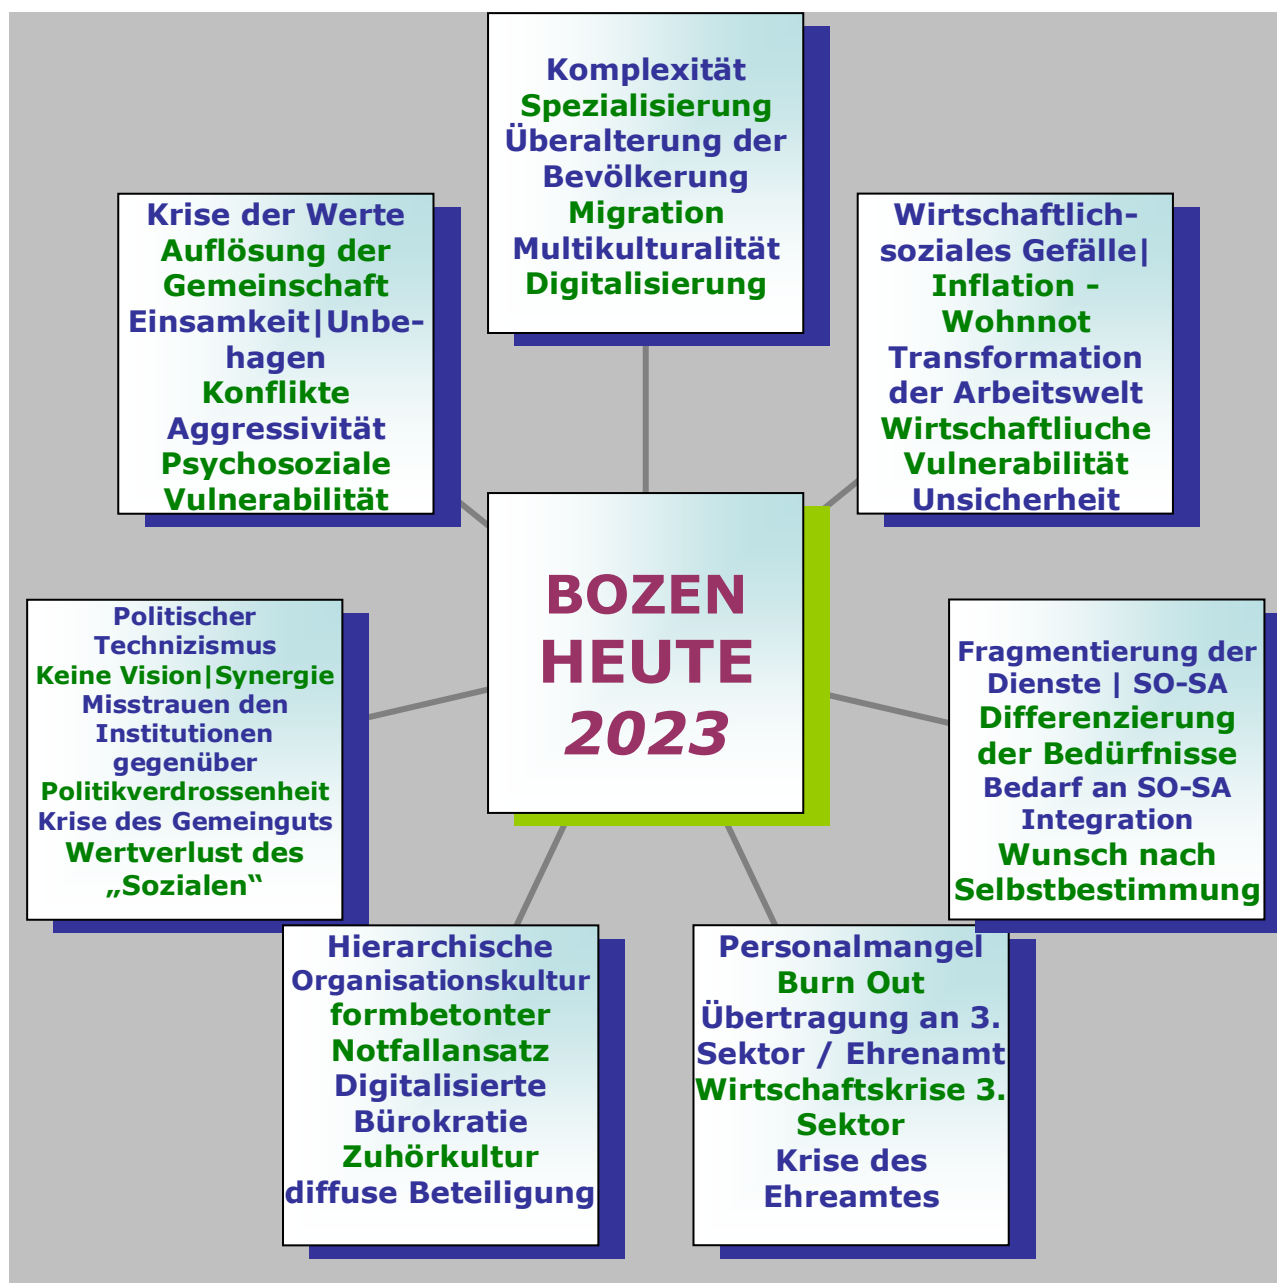 Komplexität
Spezialisierung
Überalterung der
Bevölkerung
Migration
Multikulturalität
Digitalisierung
Krise der Werte
Auflösung der
Gemeinschaft
Einsamkeit|Unbe-
hagen
Konflikte
Aggressivität
Psychosoziale
Vulnerabilität
Wirtschaftlich-
soziales Gefälle|
Inflation -
Wohnnot
Transformation
der Arbeitswelt
Wirtschaftliuche
Vulnerabilität
Unsicherheit
BOZEN
HEUTE
2023
Politischer
Technizismus
Keine Vision|Synergie
Misstrauen den
Institutionen
gegenüber
Politikverdrossenheit
Krise des Gemeinguts
Wertverlust des
„Sozialen“
Fragmentierung der
Dienste | SO-SA
Differenzierung
der Bedürfnisse
Bedarf an SO-SA
Integration
Wunsch nach
Selbstbestimmung
Hierarchische
Organisationskultur
formbetonter
Notfallansatz
Digitalisierte
Bürokratie
Zuhörkultur
diffuse Beteiligung
Personalmangel
Burn Out
Übertragung an 3.
Sektor / Ehrenamt
Wirtschaftskrise 3.
Sektor
Krise des
Ehreamtes